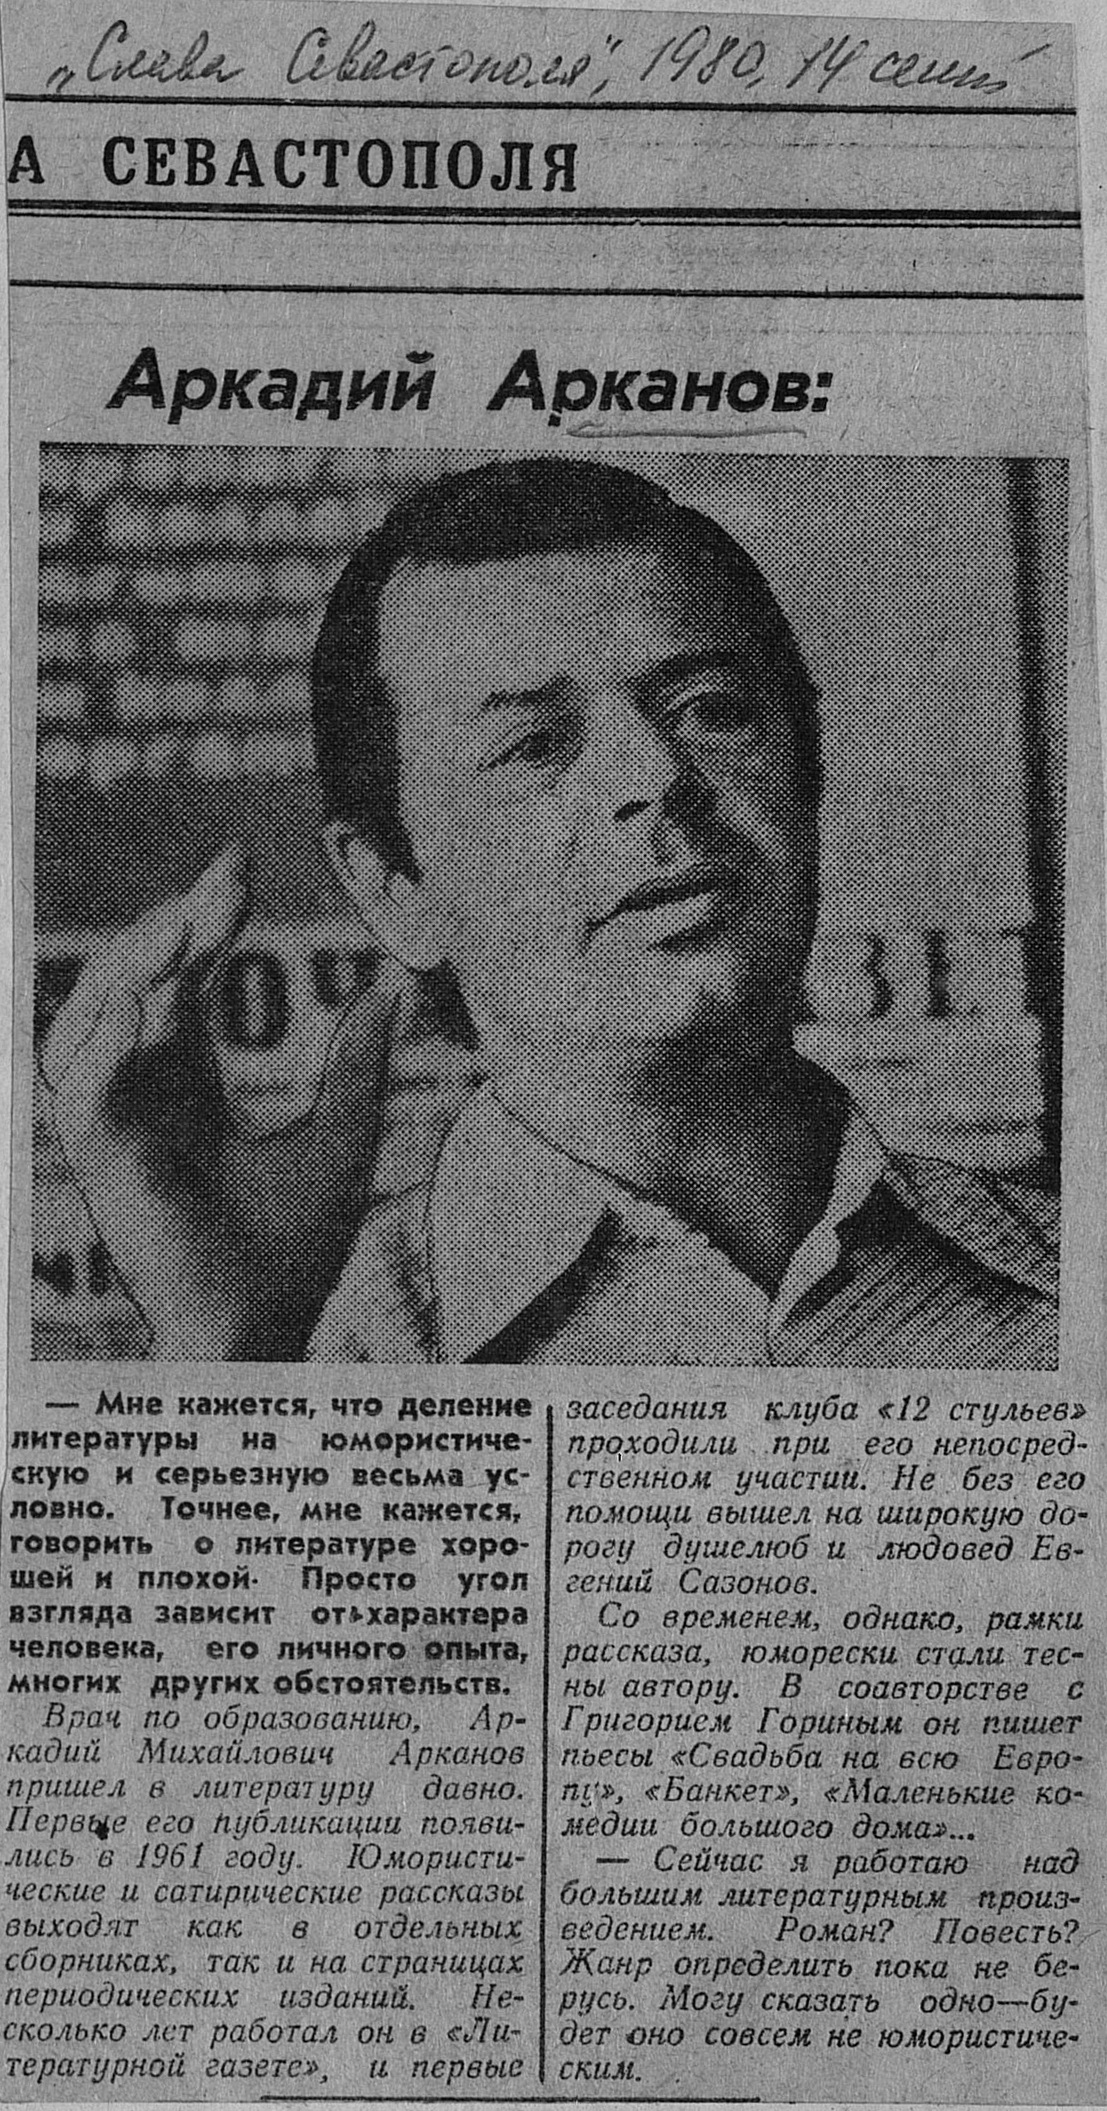 „Слава Севастополя", 1980, 14 сент
А СЕВАСТОПОЛЯ
Аркадий Арканов:
— Мне кажется, что деление
литературы на юмористиче-
скую и серьезную весьма ус-
ловно. Точнее, мне кажется,
говорить о литературе хоро-
шей и плохой. Просто угол
взгляда зависит от характера
человека, его личного опыта,
многих других обстоятельств.
Врач по образованию, Ар-
кадий Михайлович Арканов
пришел в литературу давно.
Первые его публикации появи-
лись в 1961 году. Юмористи-
ческие и сатирические рассказы
выходят как в отдельных
сборниках, так и на страницах
периодических изданий. Не-
сколько лет работал он в «Ли-
тературной газете», и первые
заседания клуба «12 стульев»
проходили при его непосред-
ственном участии. Не без его
помощи вышел на широкую до-
рогу душелюб и людовед Ев-
гений Сазонов.
Со временем, однако, рамки
рассказа, юморески стали тес-
ны автору. В соавторстве с
Григорием Гориным он пишет
пьесы «Свадьба на всю Евро-
пу», «Банкет», «Маленькие ко-
медии большого дома»...
— Сейчас я работаю над
большим литературным произ-
ведением. Роман? Повесть?
Жанр определить пока не бе-
русь. Могу сказать одно—бу-
дет оно совсем не юмористиче-
ским.